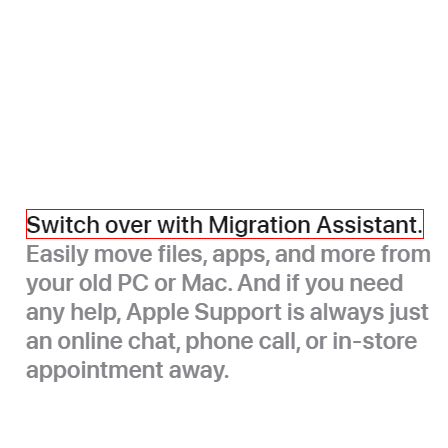 Switch over with Migration Assistant.
Easily move files, apps, and more from
your old PC or Mac. And if you need
any help, Apple Support is always just
an online chat, phone call, or in-store
appointment away.